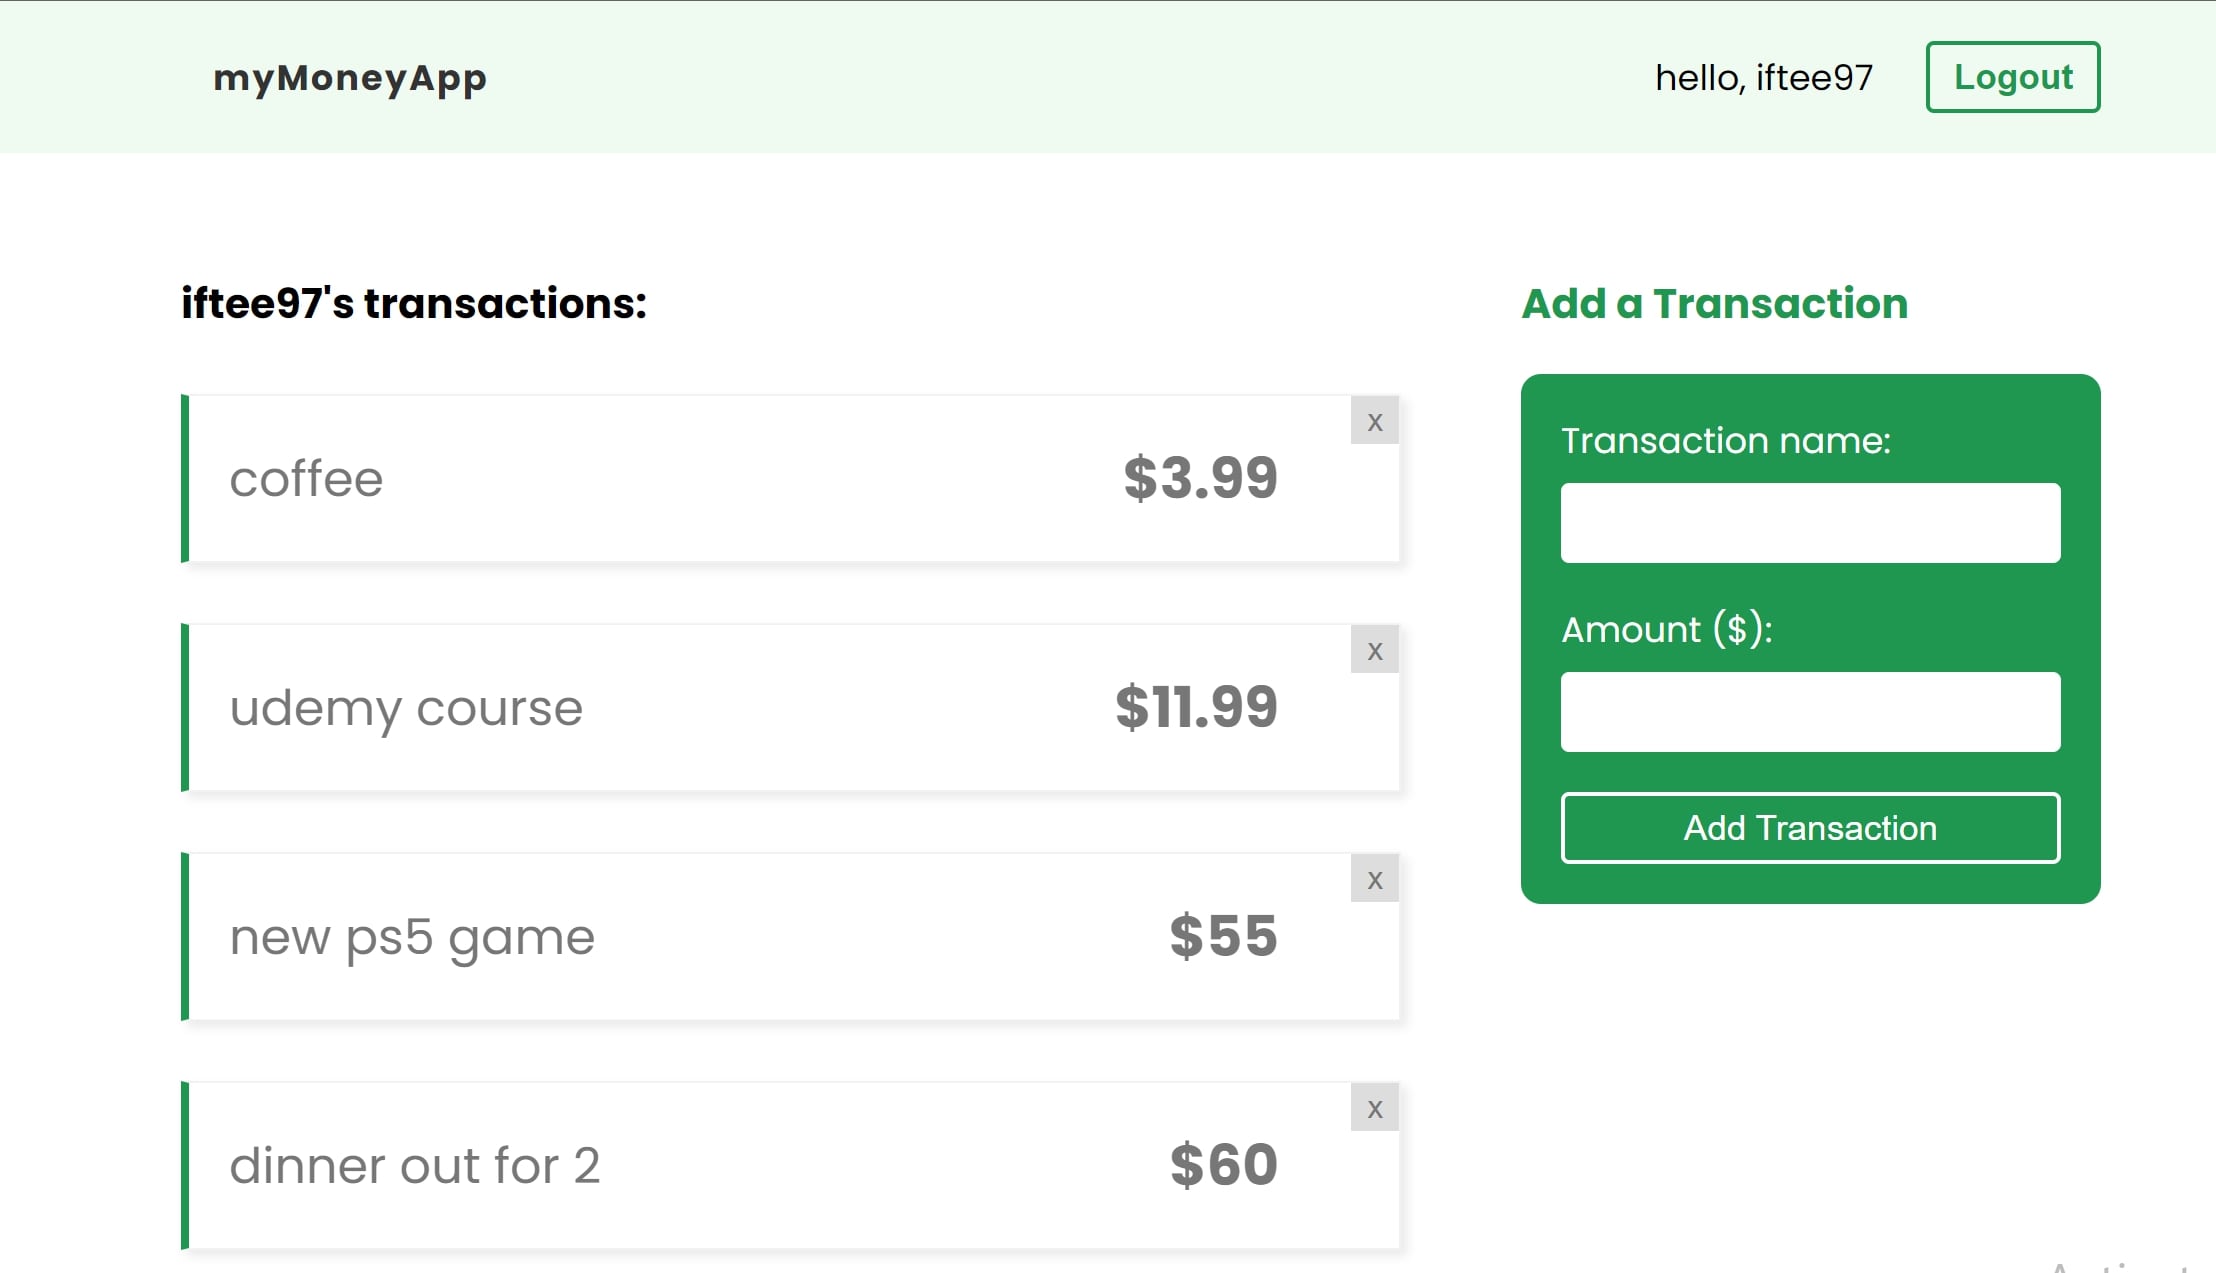 myMoneyApp
hello, iftee97
Logout
iftee97's transactions:
coffee
$3.99
x
udemy course
$11.99
x
new ps5 game
$55
x
dinner out for 2
$60
x
Add a Transaction
Transaction name:
Amount ($):
Add Transaction